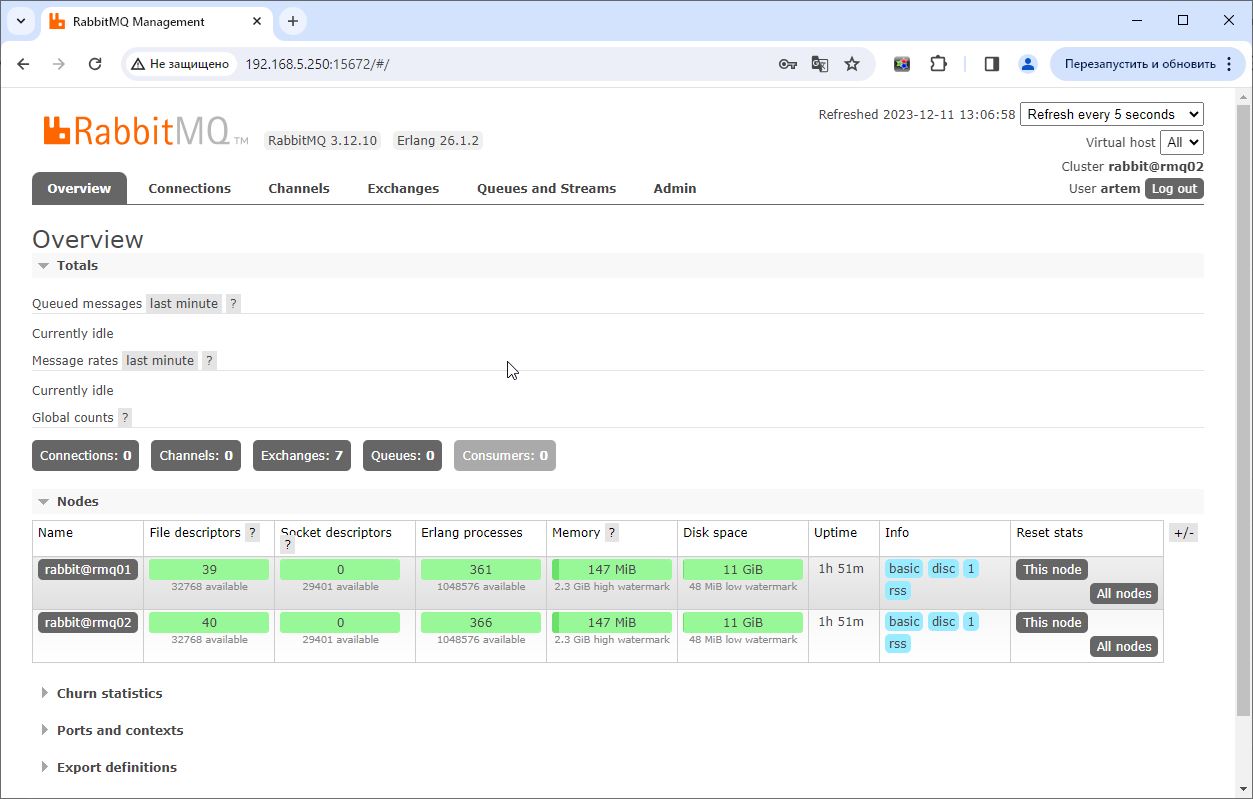 RabbitMQ Management
Не защищено 192.168.5.250:15672/#/ Перезапустить и обновить
Refreshed 2023-12-11 13:06:58 Refresh every 5 seconds
RabbitMQ TM RabbitMQ 3.12.10 Erlang 26.1.2
Virtual host All
Cluster rabbit@rmq02
User artem Log out
Overview Connections Channels Exchanges Queues and Streams Admin
Overview
Totals
Queued messages last minute ?
Currently idle
Message rates last minute ?
Currently idle
Global counts ?
Connections: 0 Channels: 0 Exchanges: 7 Queues: 0 Consumers: 0
Nodes
Name File descriptors ? Socket descriptors ? Erlang processes Memory ? Disk space Uptime Info Reset stats +/-
rabbit@rmq01 39 0 361 147 MiB 11 GiB 1h 51m basic disc 1 This node
32768 available 29401 available 1048576 available 2.3 GiB high watermark 48 MiB low watermark rss All nodes
rabbit@rmq02 40 0 366 147 MiB 11 GiB 1h 51m basic disc 1 This node
32768 available 29401 available 1048576 available 2.3 GiB high watermark 48 MiB low watermark rss All nodes
Churn statistics
Ports and contexts
Export definitions